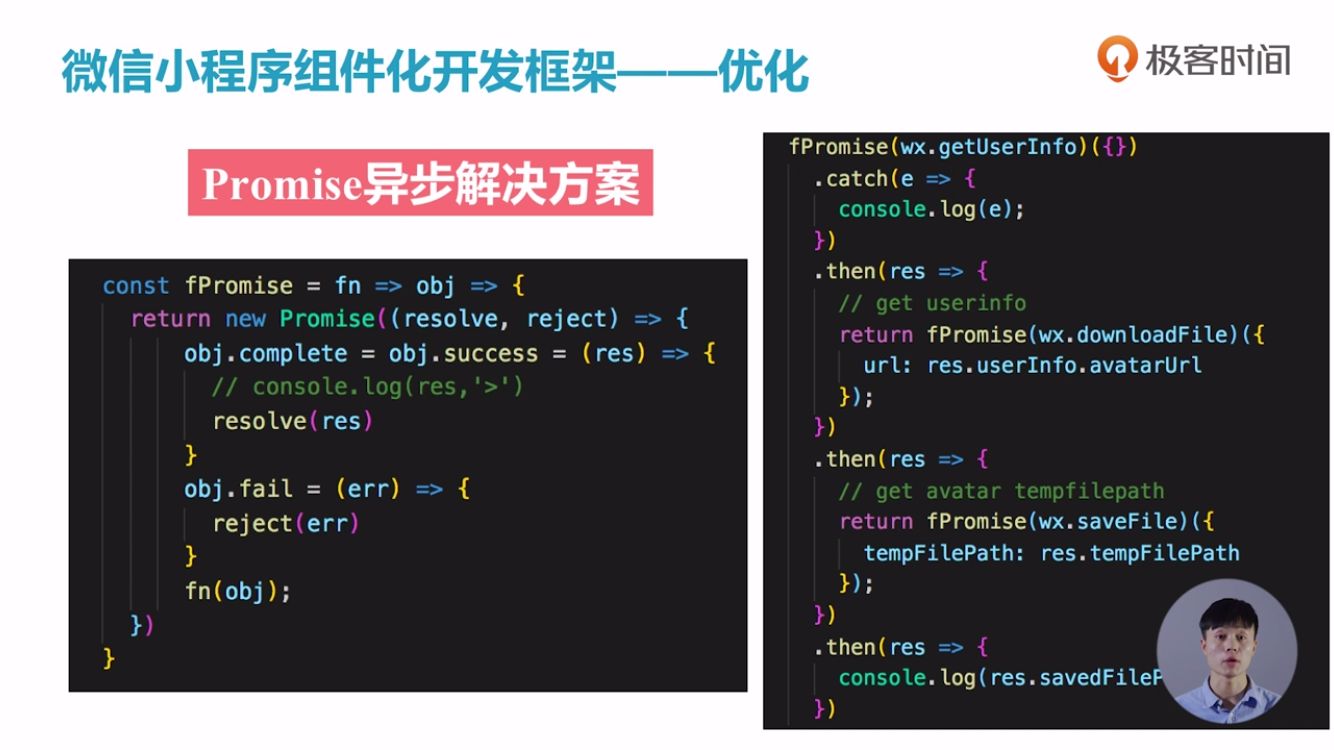 微信小程序组件化开发框架——优化
极客时间
Promise异步解决方案
const fPromise = fn => obj => {
return new Promise((resolve, reject) => {
obj.complete = obj.success = (res) => {
// console.log(res,'>')
resolve(res)
}
obj.fail = (err) => {
reject(err)
}
fn(obj);
})
}
fPromise(wx.getUserInfo)({})
.catch(e => {
console.log(e);
})
.then(res => {
// get userinfo
return fPromise(wx.downloadFile)({
url: res.userInfo.avatarUrl
});
})
.then(res => {
// get avatar tempfilepath
return fPromise(wx.saveFile)({
tempFilePath: res.tempFilePath
});
})
.then(res => {
console.log(res.savedFileP
})